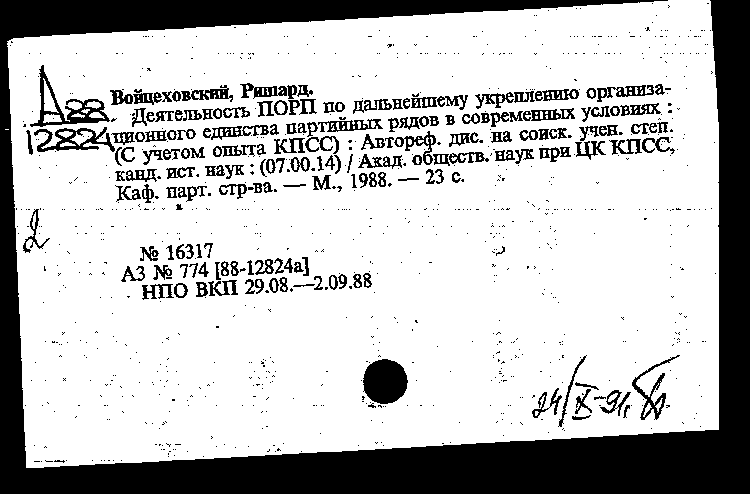 А88
12824
Войцеховский, Ришард.
Деятельность ПОРП по дальнейшему укреплению организа-
ционного единства партийных рядов в современных условиях :
(С учетом опыта КПСС) : Автореф. дис. на соиск. учен. степ.
канд. ист. наук : (07.00.14) / Акад. обществ. наук при ЦК КПСС,
Каф. парт. стр-ва. — М., 1988. — 23 с.
2
№ 16317
АЗ № 774 [88-12824а]
НПО ВКП 29.08.—2.09.88
24/X-91,